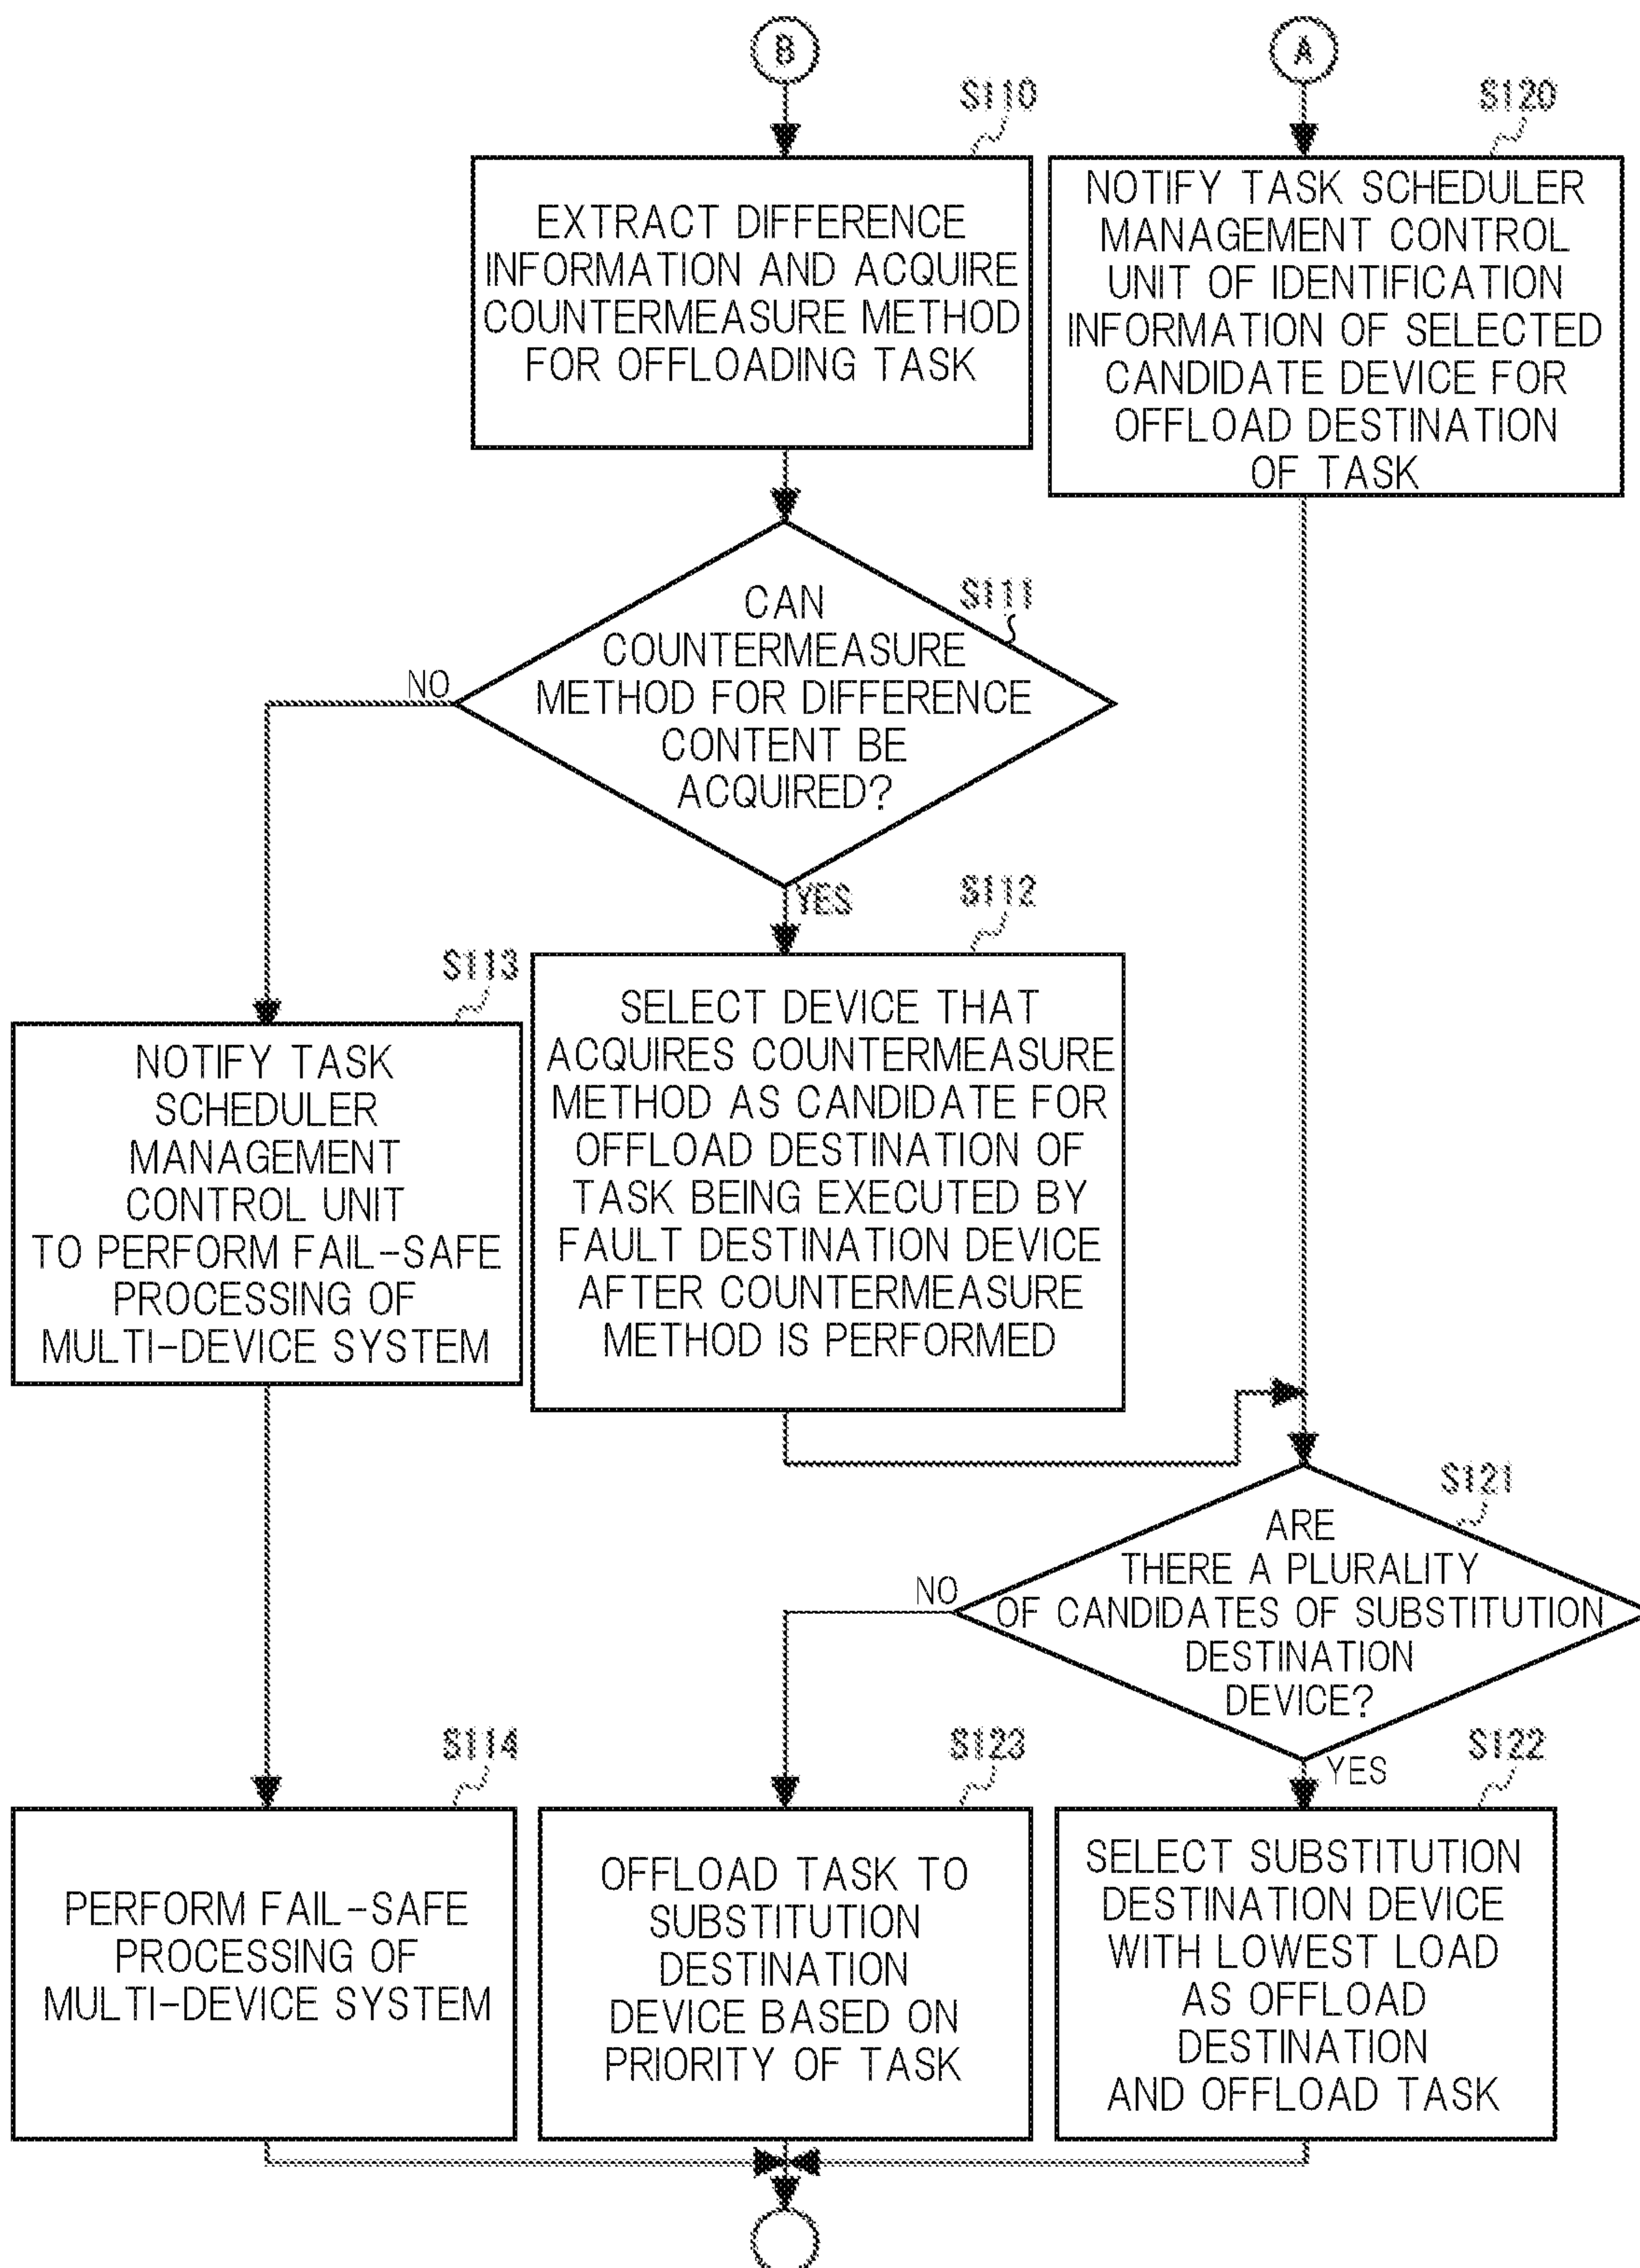 B
A
S110
EXTRACT DIFFERENCE
INFORMATION AND ACQUIRE
COUNTERMEASURE METHOD
FOR OFFLOADING TASK
S120
NOTIFY TASK SCHEDULER
MANAGEMENT CONTROL
UNIT OF IDENTIFICATION
INFORMATION OF SELECTED
CANDIDATE DEVICE FOR
OFFLOAD DESTINATION
OF TASK
S111
CAN
COUNTERMEASURE
METHOD FOR DIFFERENCE
CONTENT BE
ACQUIRED?
NO
YES
S112
SELECT DEVICE THAT
ACQUIRES COUNTERMEASURE
METHOD AS CANDIDATE FOR
OFFLOAD DESTINATION OF
TASK BEING EXECUTED BY
FAULT DESTINATION DEVICE
AFTER COUNTERMEASURE
METHOD IS PERFORMED
S113
NOTIFY TASK
SCHEDULER
MANAGEMENT
CONTROL UNIT
TO PERFORM FAIL-SAFE
PROCESSING OF
MULTI-DEVICE SYSTEM
S121
ARE
THERE A PLURALITY
OF CANDIDATES OF SUBSTITUTION
DESTINATION
DEVICE?
NO
YES
S114
PERFORM FAIL-SAFE
PROCESSING OF
MULTI-DEVICE SYSTEM
S123
OFFLOAD TASK TO
SUBSTITUTION
DESTINATION
DEVICE BASED ON
PRIORITY OF TASK
S122
SELECT SUBSTITUTION
DESTINATION DEVICE
WITH LOWEST LOAD
AS OFFLOAD
DESTINATION
AND OFFLOAD TASK